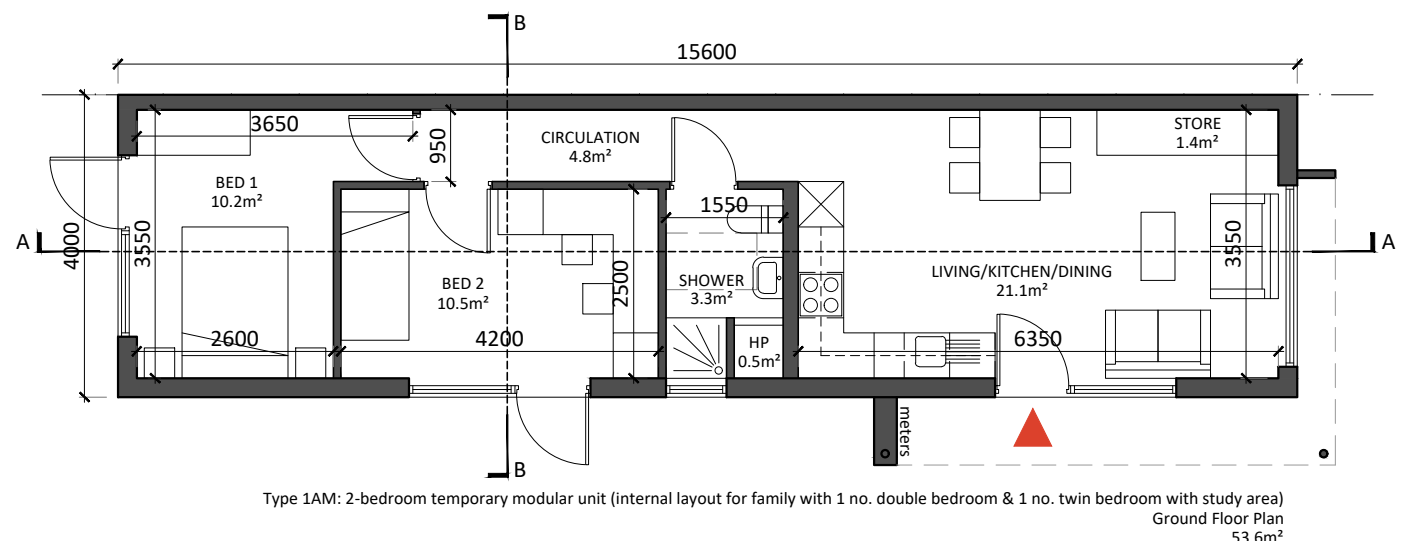 B
15600
3650
950
CIRCULATION
4.8m²
STORE
1.4m²
BED 1
10.2m²
1550
A
4000
3550
BED 2
10.5m²
2500
SHOWER
3.3m²
LIVING/KITCHEN/DINING
21.1m²
3550
A
2600
4200
HP
0.5m²
6350
meters
B
Type 1AM: 2-bedroom temporary modular unit (internal layout for family with 1 no. double bedroom & 1 no. twin bedroom with study area)
Ground Floor Plan
53.6m²